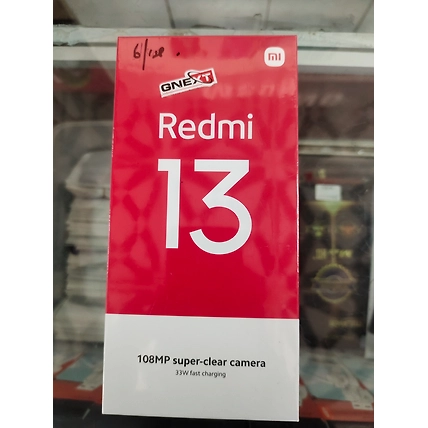 6/128
mi
GNEXT
Redmi
13
108MP super-clear camera
33W fast charging